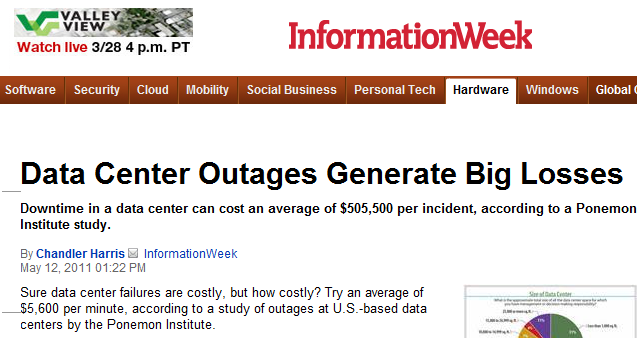 VALLEY
VIEW
Watch live 3/28 4 p.m. PT
InformationWeek
Software Security Cloud Mobility Social Business Personal Tech Hardware Windows Global
Data Center Outages Generate Big Losses
Downtime in a data center can cost an average of $505,500 per incident, according to a Ponemon
Institute study.
By Chandler Harris InformationWeek
May 12, 2011 01:22 PM
Sure data center failures are costly, but how costly? Try an average of
$5,600 per minute, according to a study of outages at U.S.-based data
centers by the Ponemon Institute.
Size of Data Center